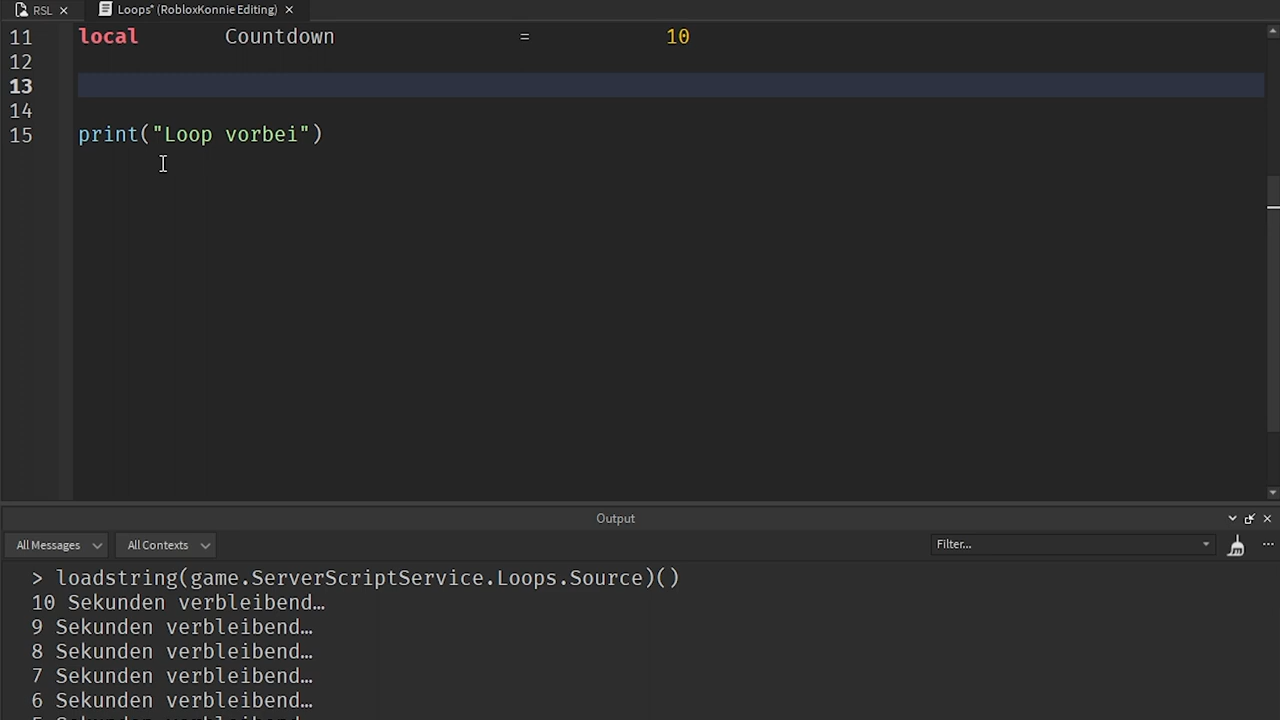 RSL
Loops* (RobloxKonnie Editing)
11 local Countdown = 10
12
13
14
15 print("Loop vorbei")
Output
All Messages All Contexts Filter...
> loadstring(game.ServerScriptService.Loops.Source)()
10 Sekunden verbleibend…
9 Sekunden verbleibend…
8 Sekunden verbleibend…
7 Sekunden verbleibend…
6 Sekunden verbleibend…